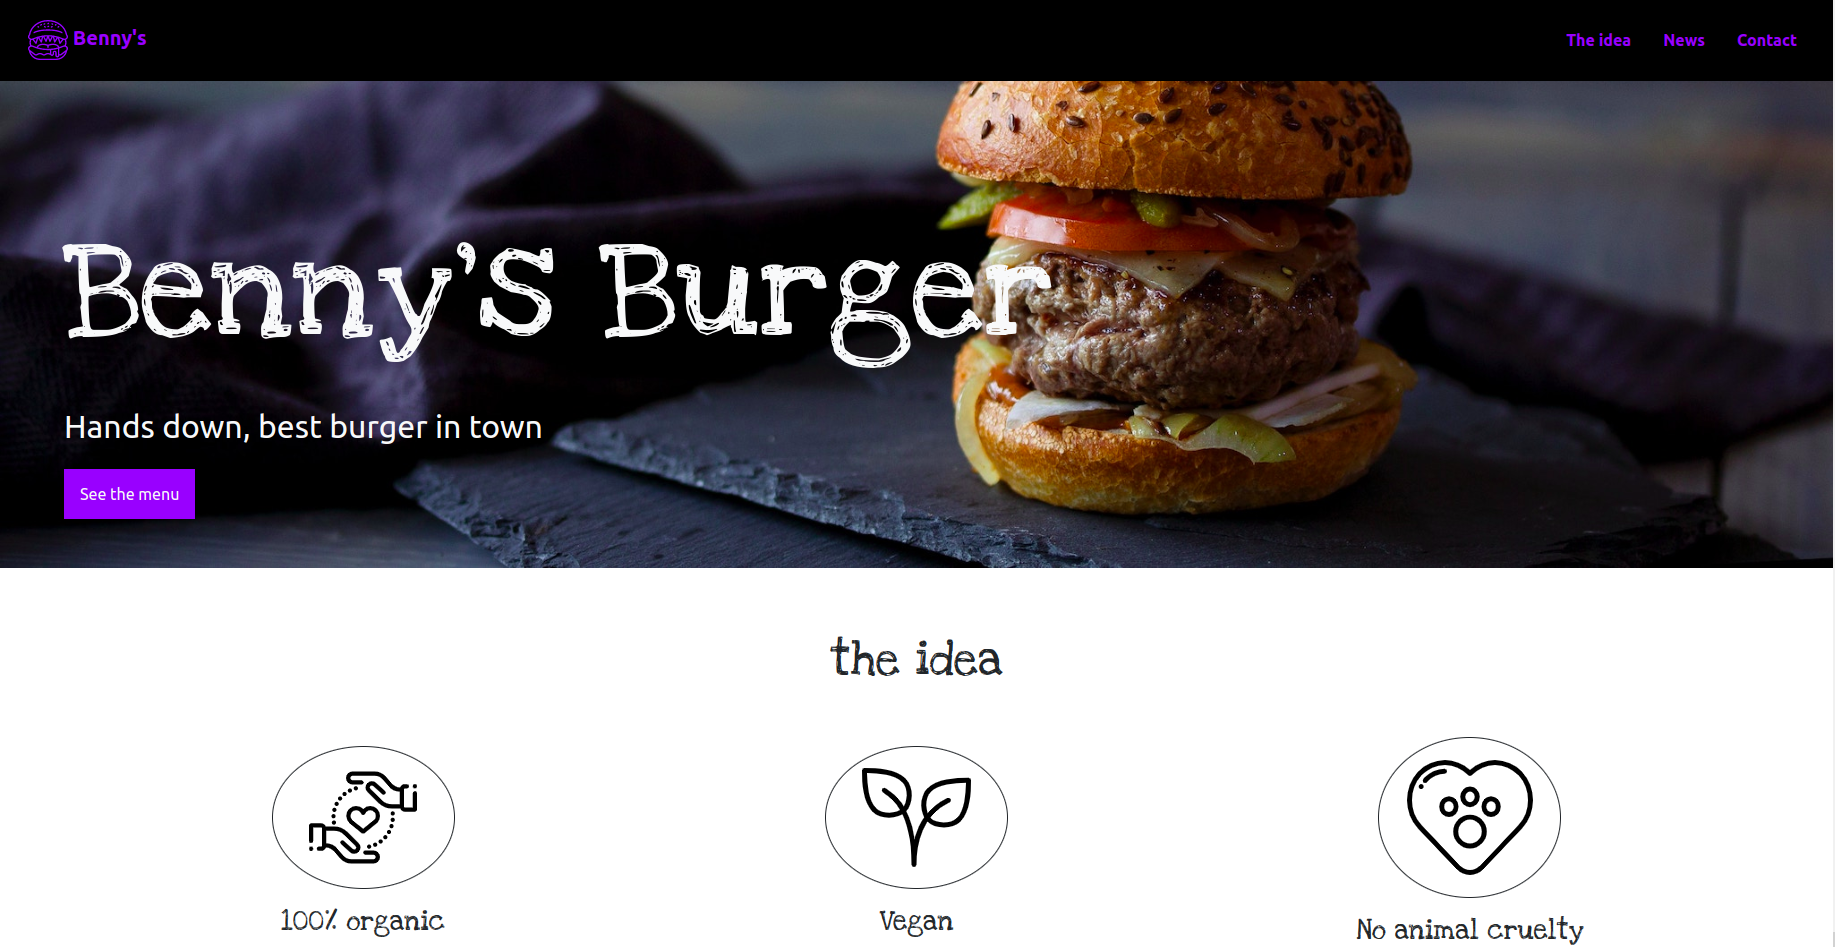 Benny's
The idea News Contact
Benny's Burger
Hands down, best burger in town
See the menu
the idea
100% organic
Vegan
No animal cruelty